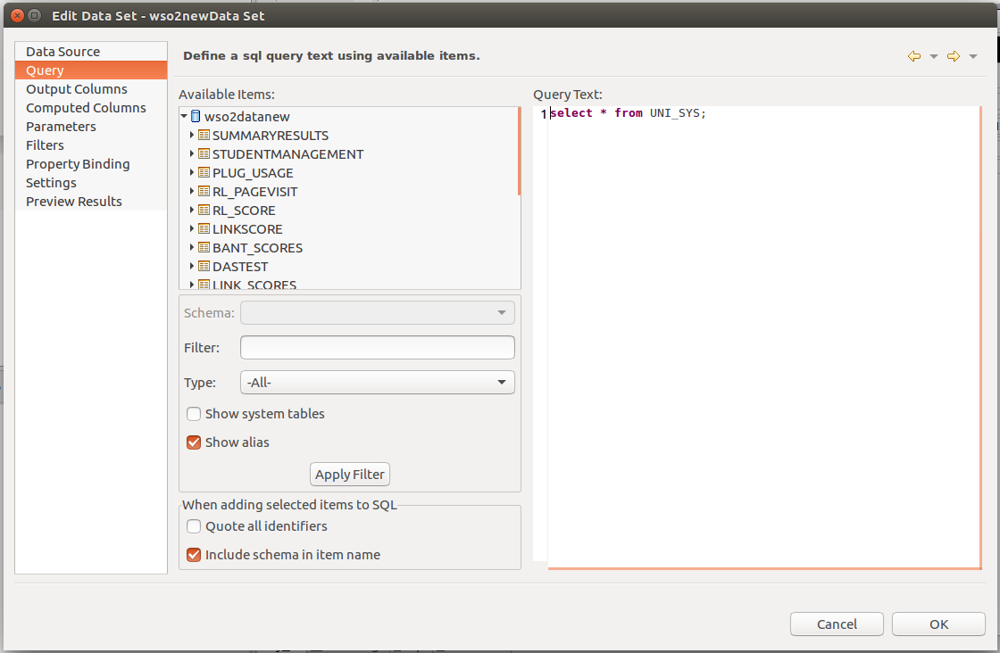 Edit Data Set - wso2newData Set
Data Source
Query
Output Columns
Computed Columns
Parameters
Filters
Property Binding
Settings
Preview Results
Define a sql query text using available items.
Available Items:
wso2datanew
SUMMARYRESULTS
STUDENTMANAGEMENT
PLUG_USAGE
RL_PAGEVISIT
RL_SCORE
LINKSCORE
BANT_SCORES
DASTEST
LINK_SCORES
Schema:
Filter:
Type: -All-
Show system tables
Show alias
Apply Filter
When adding selected items to SQL
Quote all identifiers
Include schema in item name
Query Text:
1 select * from UNI_SYS;
Cancel OK